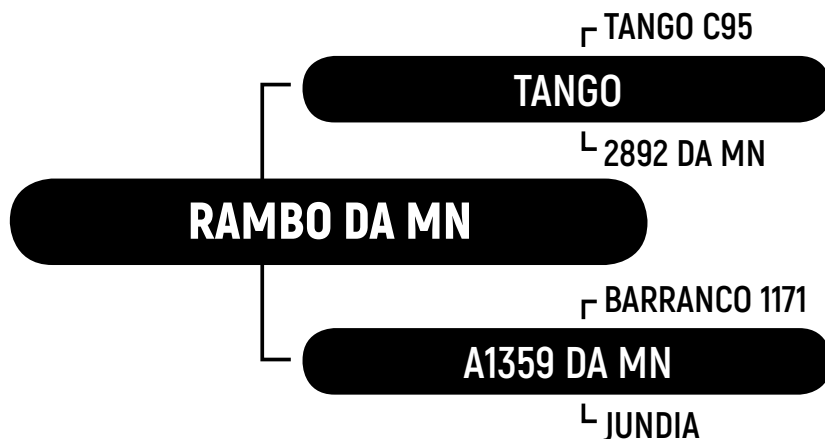 TANGO C95
TANGO
2892 DA MN
RAMBO DA MN
BARRANCO 1171
A1359 DA MN
JUNDIA